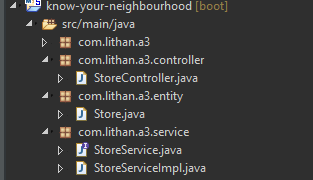 know-your-neighbourhood [boot]
src/main/java
com.lithan.a3
com.lithan.a3.controller
StoreController.java
com.lithan.a3.entity
Store.java
com.lithan.a3.service
StoreService.java
StoreServiceImpl.java